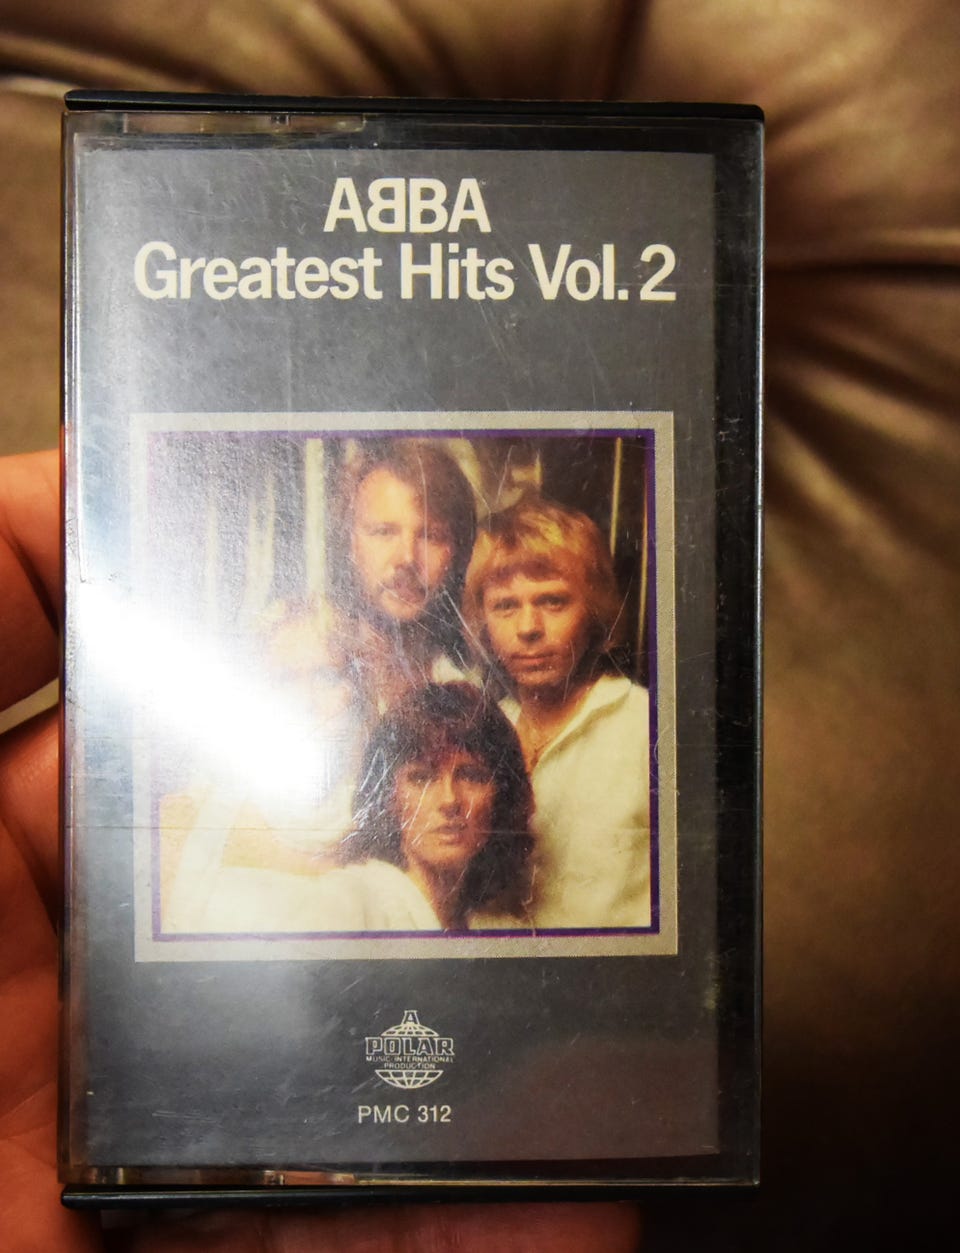 ABBA
Greatest Hits Vol. 2
A
POLAR
MUSIC INTERNATIONAL
PRODUCTION
PMC 312